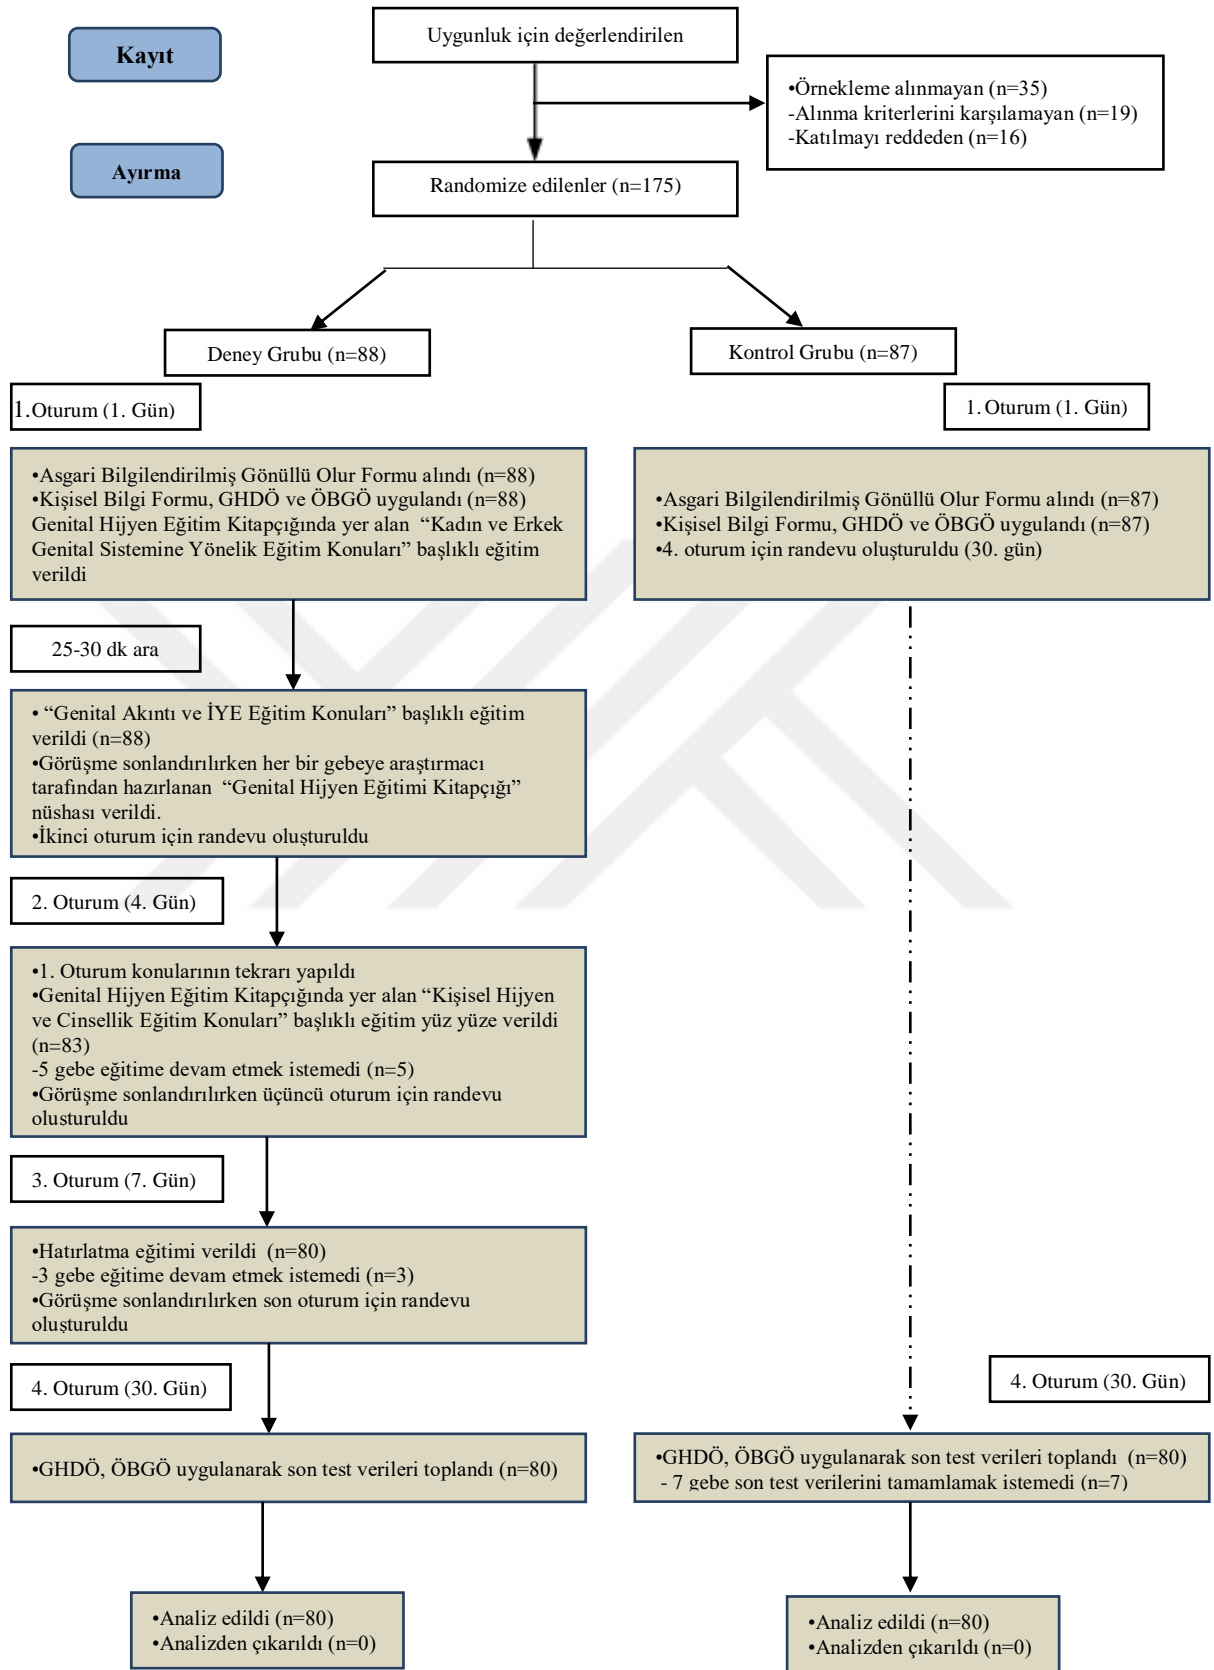 Kayıt
Uygunluk için değerlendirilen
•Örnekleme alınmayan (n=35)
-Alınma kriterlerini karşılamayan (n=19)
-Katılmayı reddeden (n=16)
Ayırma
Randomize edilenler (n=175)
Deney Grubu (n=88)
Kontrol Grubu (n=87)
1.Oturum (1. Gün)
1. Oturum (1. Gün)
•Asgari Bilgilendirilmiş Gönüllü Olur Formu alındı (n=88)
•Kişisel Bilgi Formu, GHDÖ ve ÖBGÖ uygulandı (n=88)
Genital Hijyen Eğitim Kitapçığında yer alan “Kadın ve Erkek
Genital Sistemine Yönelik Eğitim Konuları” başlıklı eğitim
verildi
•Asgari Bilgilendirilmiş Gönüllü Olur Formu alındı (n=87)
•Kişisel Bilgi Formu, GHDÖ ve ÖBGÖ uygulandı (n=87)
•4. oturum için randevu oluşturuldu (30. gün)
25-30 dk ara
• “Genital Akıntı ve İYE Eğitim Konuları” başlıklı eğitim
verildi (n=88)
•Görüşme sonlandırılırken her bir gebeye araştırmacı
tarafından hazırlanan “Genital Hijyen Eğitimi Kitapçığı”
nüshası verildi.
•İkinci oturum için randevu oluşturuldu
2. Oturum (4. Gün)
•1. Oturum konularının tekrarı yapıldı
•Genital Hijyen Eğitim Kitapçığında yer alan “Kişisel Hijyen
ve Cinsellik Eğitim Konuları” başlıklı eğitim yüz yüze verildi
(n=83)
-5 gebe eğitime devam etmek istemedi (n=5)
•Görüşme sonlandırılırken üçüncü oturum için randevu
oluşturuldu
3. Oturum (7. Gün)
•Hatırlatma eğitimi verildi (n=80)
-3 gebe eğitime devam etmek istemedi (n=3)
•Görüşme sonlandırılırken son oturum için randevu
oluşturuldu
4. Oturum (30. Gün)
4. Oturum (30. Gün)
•GHDÖ, ÖBGÖ uygulanarak son test verileri toplandı (n=80)
•GHDÖ, ÖBGÖ uygulanarak son test verileri toplandı (n=80)
- 7 gebe son test verilerini tamamlamak istemedi (n=7)
•Analiz edildi (n=80)
•Analizden çıkarıldı (n=0)
•Analiz edildi (n=80)
•Analizden çıkarıldı (n=0)